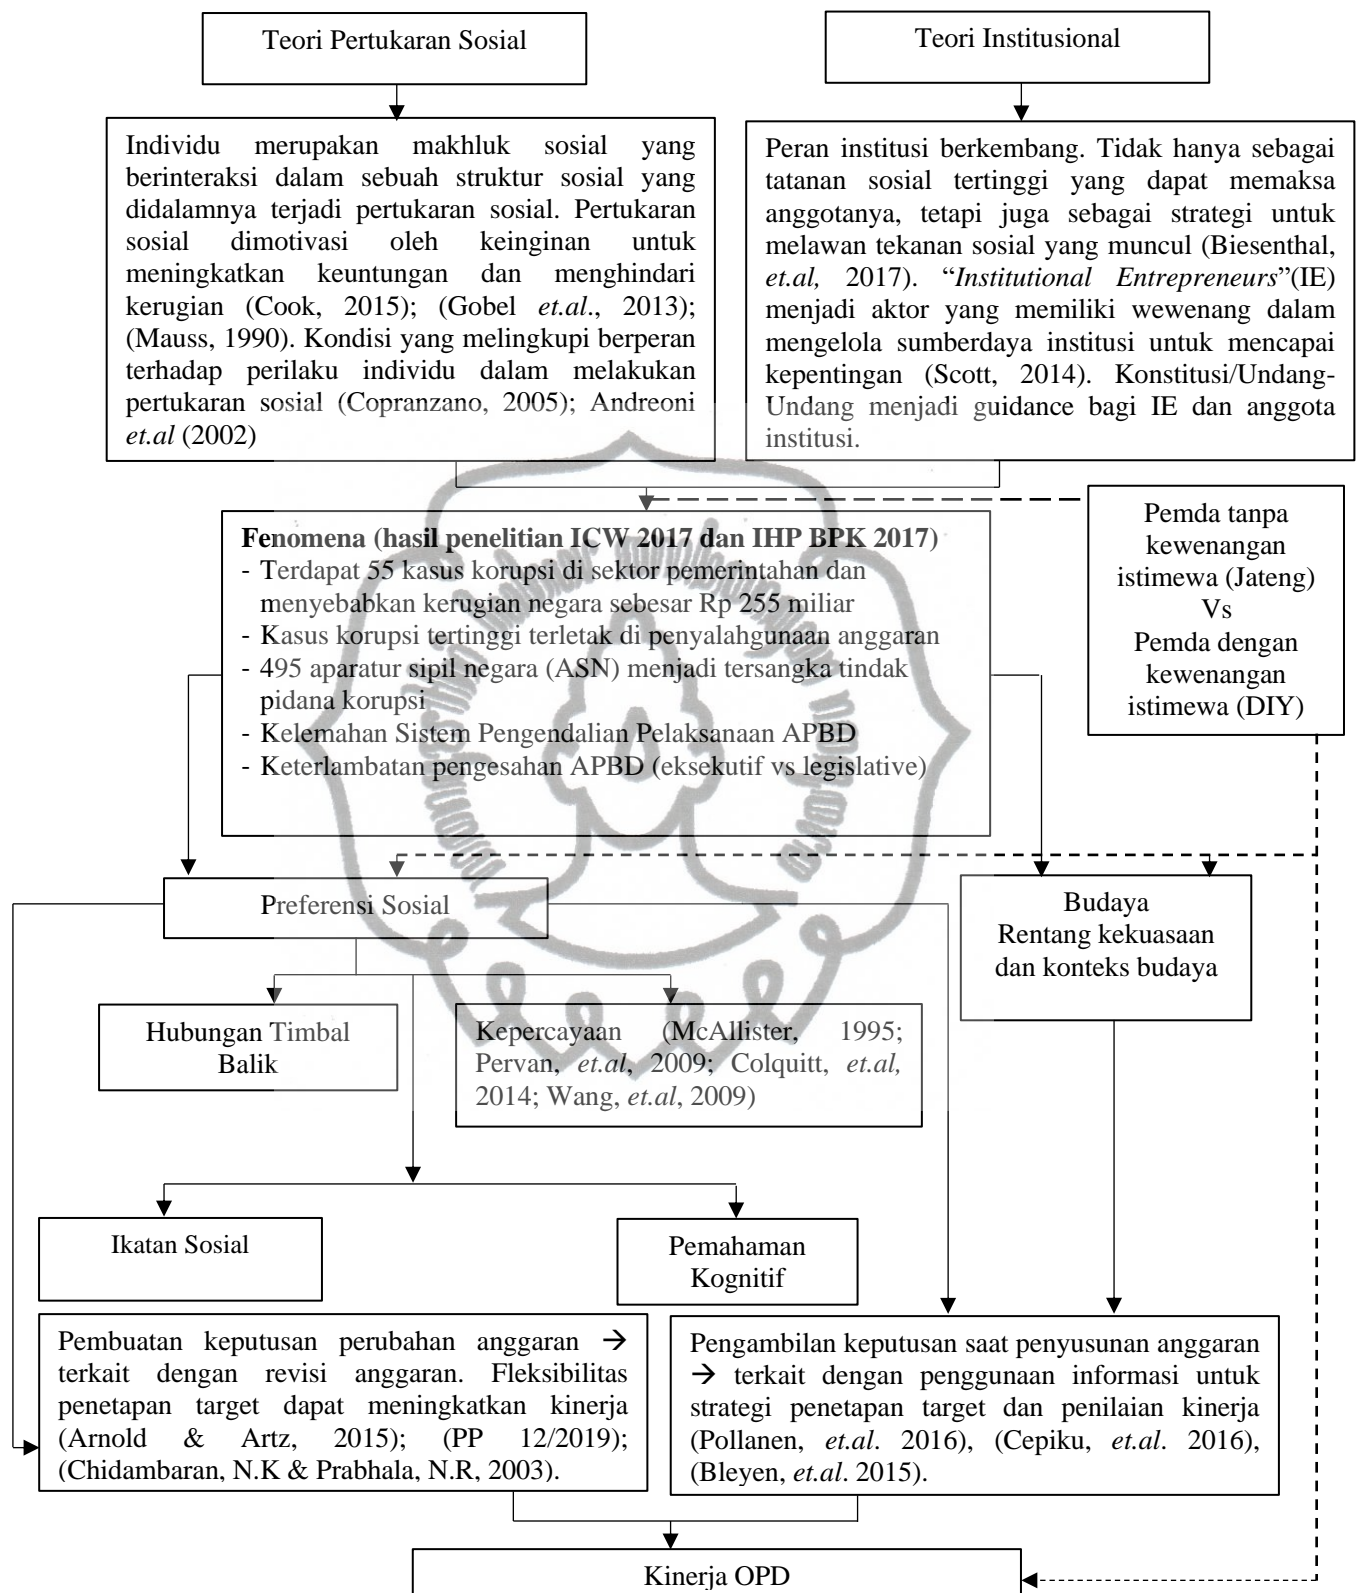 Teori Pertukaran Sosial
Teori Institusional
Individu merupakan makhluk sosial yang
berinteraksi dalam sebuah struktur sosial yang
didalamnya terjadi pertukaran sosial. Pertukaran
sosial dimotivasi oleh keinginan untuk
meningkatkan keuntungan dan menghindari
kerugian (Cook, 2015); (Gobel et.al., 2013);
(Mauss, 1990). Kondisi yang melingkupi berperan
terhadap perilaku individu dalam melakukan
pertukaran sosial (Copranzano, 2005); Andreoni
et.al (2002)
Peran institusi berkembang. Tidak hanya sebagai
tatanan sosial tertinggi yang dapat memaksa
anggotanya, tetapi juga sebagai strategi untuk
melawan tekanan sosial yang muncul (Biesenthal,
et.al, 2017). “Institutional Entrepreneurs”(IE)
menjadi aktor yang memiliki wewenang dalam
mengelola sumberdaya institusi untuk mencapai
kepentingan (Scott, 2014). Konstitusi/Undang-
Undang menjadi guidance bagi IE dan anggota
institusi.
Fenomena (hasil penelitian ICW 2017 dan IHP BPK 2017)
- Terdapat 55 kasus korupsi di sektor pemerintahan dan
menyebabkan kerugian negara sebesar Rp 255 miliar
- Kasus korupsi tertinggi terletak di penyalahgunaan anggaran
- 495 aparatur sipil negara (ASN) menjadi tersangka tindak
pidana korupsi
- Kelemahan Sistem Pengendalian Pelaksanaan APBD
- Keterlambatan pengesahan APBD (eksekutif vs legislative)
Pemda tanpa
kewenangan
istimewa (Jateng)
Vs
Pemda dengan
kewenangan
istimewa (DIY)
Preferensi Sosial
Budaya
Rentang kekuasaan
dan konteks budaya
Hubungan Timbal
Balik
Kepercayaan (McAllister, 1995;
Pervan, et.al, 2009; Colquitt, et.al,
2014; Wang, et.al, 2009)
Ikatan Sosial
Pemahaman
Kognitif
Pembuatan keputusan perubahan anggaran →
terkait dengan revisi anggaran. Fleksibilitas
penetapan target dapat meningkatkan kinerja
(Arnold & Artz, 2015); (PP 12/2019);
(Chidambaran, N.K & Prabhala, N.R, 2003).
Pengambilan keputusan saat penyusunan anggaran
→ terkait dengan penggunaan informasi untuk
strategi penetapan target dan penilaian kinerja
(Pollanen, et.al. 2016), (Cepiku, et.al. 2016),
(Bleyen, et.al. 2015).
Kinerja OPD